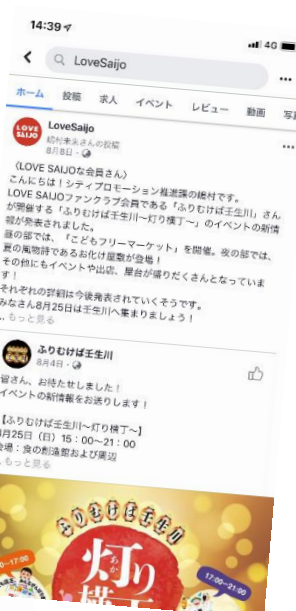 14:39
4G
LoveSaijo
ホーム 投稿 求人 イベント レビュー 動画 写真
LOVE SAIJO
LoveSaijo
8月8日
〈LOVE SAIJOな会員さん〉
こんにちは！シティプロモーション推進課の嶋村です。
LOVE SAIJOファンクラブ会員である「ふりむけば壬生川」さん
が開催する「ふりむけば壬生川〜灯り横丁〜」のイベントの新情
報が発表されました。
昼の部では、「こどもフリーマーケット」を開催。夜の部では、
夏の風物詩であるお化け屋敷が登場！
その他にもイベントや出店、屋台が盛りだくさんとなっていま
す！
それぞれの詳細は今後発表されていくそうです。
みなさん8月25日は壬生川へ集まりましょう！
... もっと見る
ふりむけば壬生川
8月4日
皆さん、お待たせしました！
イベントの新情報をお送りします！
【ふりむけば壬生川〜灯り横丁〜】
8月25日（日）15：00〜21：00
会場：食の創造館および周辺
... もっと見る
ふりむけば壬生川
あか
灯り
横丁
17:00
17:00~21:00